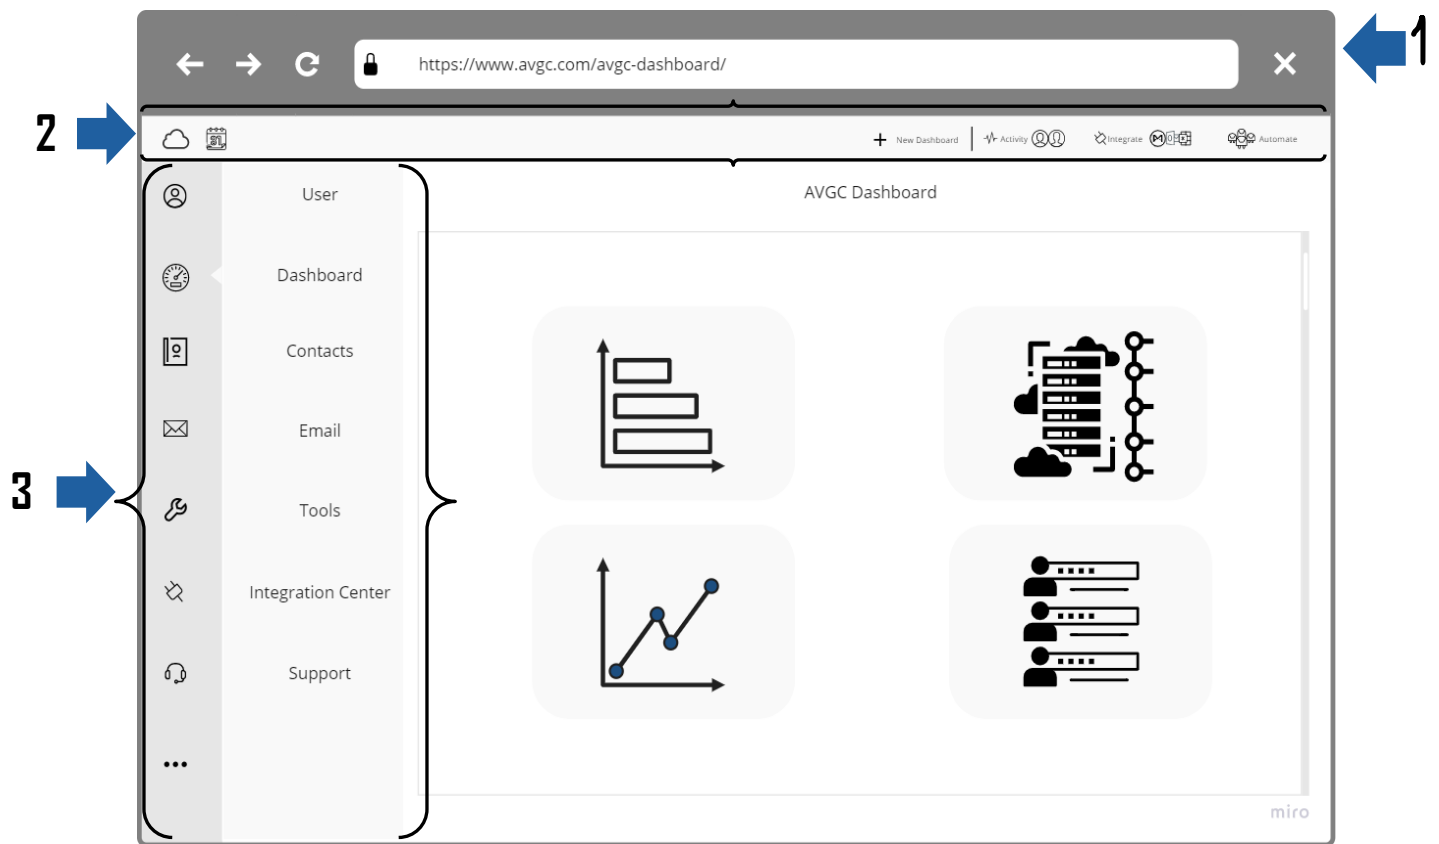 1
https://www.avgc.com/avgc-dashboard/
2
31
New Dashboard
Activity
Integrate
Automate
User
AVGC Dashboard
Dashboard
Contacts
Email
3
Tools
Integration Center
Support
miro